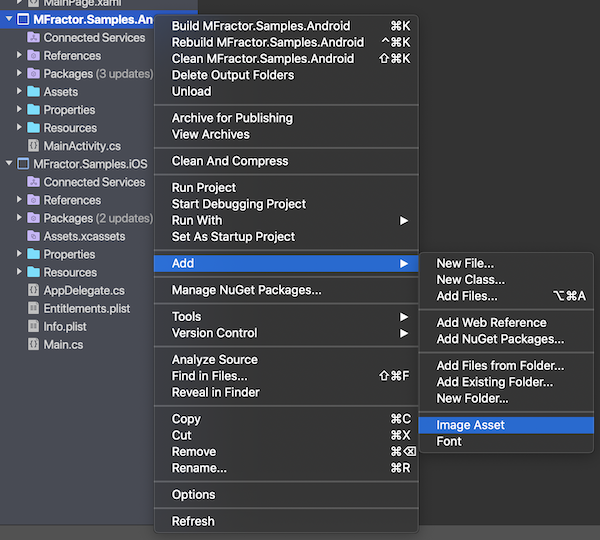 MainPage.xaml
MFractor.Samples.An
Connected Services
References
Packages (3 updates)
Assets
Properties
Resources
MainActivity.cs
MFractor.Samples.iOS
Connected Services
References
Packages (2 updates)
Assets.xcassets
Properties
Resources
AppDelegate.cs
Entitlements.plist
Info.plist
Main.cs
Build MFractor.Samples.Android ⌘K
Rebuild MFractor.Samples.Android ^⌘K
Clean MFractor.Samples.Android ⇧⌘K
Delete Output Folders
Unload
Archive for Publishing
View Archives
Clean And Compress
Run Project
Start Debugging Project
Run With
Set As Startup Project
Add
Manage NuGet Packages...
Tools
Version Control
Analyze Source
Find in Files... ⇧⌘F
Reveal in Finder
Copy ⌘C
Cut ⌘X
Remove ⌘⌫
Rename... ⌘R
Options
Refresh
New File...
New Class...
Add Files... ⌥⌘A
Add Web Reference
Add NuGet Packages...
Add Files from Folder...
Add Existing Folder...
New Folder...
Image Asset
Font